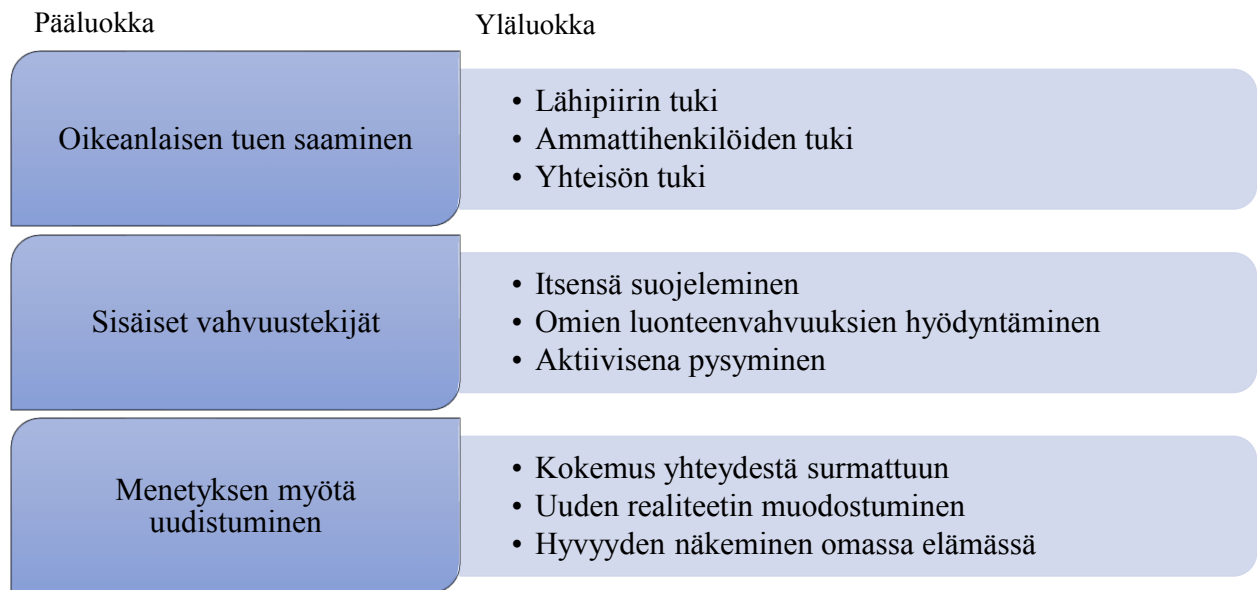 Pääluokka
Yläluokka
Oikeanlaisen tuen saaminen
• Lähipiirin tuki
• Ammattihenkilöiden tuki
• Yhteisön tuki
Sisäiset vahvuustekijät
• Itsensä suojeleminen
• Omien luonteenvahvuuksien hyödyntäminen
• Aktiivisena pysyminen
Menetyksen myötä
uudistuminen
• Kokemus yhteydestä surmattuun
• Uuden realiteetin muodostuminen
• Hyvyyden näkeminen omassa elämässä